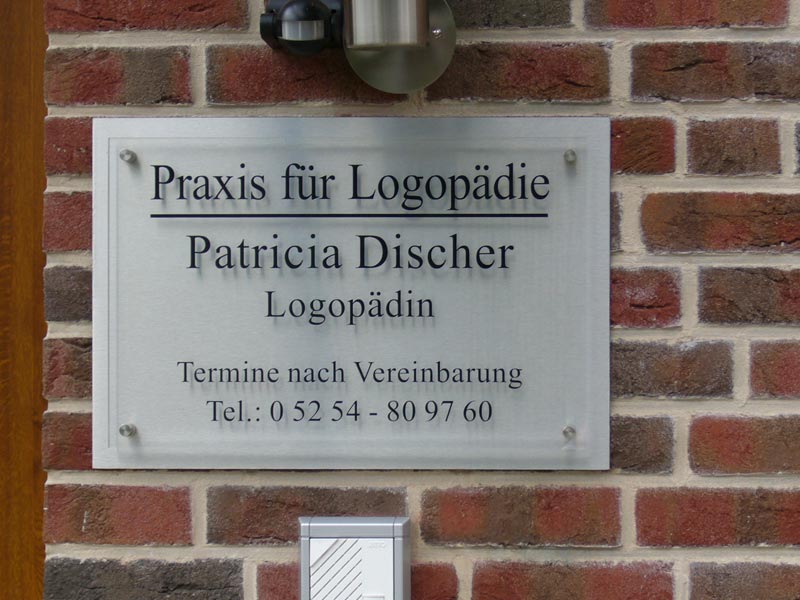 Praxis für Logopädie
Patricia Discher
Logopädin
Termine nach Vereinbarung
Tel.: 0 52 54 - 80 97 60